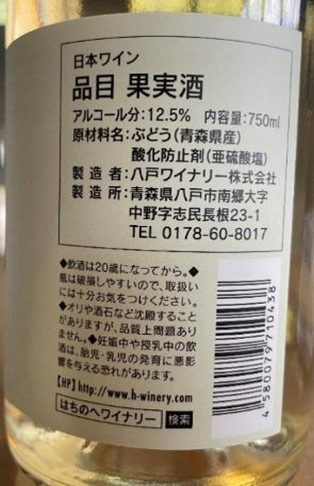 日本ワイン
品目 果実酒
アルコール分:12.5% 内容量:750ml
原材料名:ぶどう(青森県産)
酸化防止剤(亜硫酸塩)
製造者:八戸ワイナリー株式会社
製造所:青森県八戸市南郷大字
中野字志民長根23-1
TEL 0178-60-8017
◆飲酒は20歳になってから。◆
瓶は破損しやすいので、取扱い
には十分お気をつけください。
◆オリや酒石など沈殿すること
がありますが、品質上問題あり
ません。◆妊娠中や授乳中の飲
酒は、胎児・乳児の発育に悪影
響を与える恐れがあります。
【HP】http://www.h-winery.com
はちのへワイナリー 検索
4580079710438